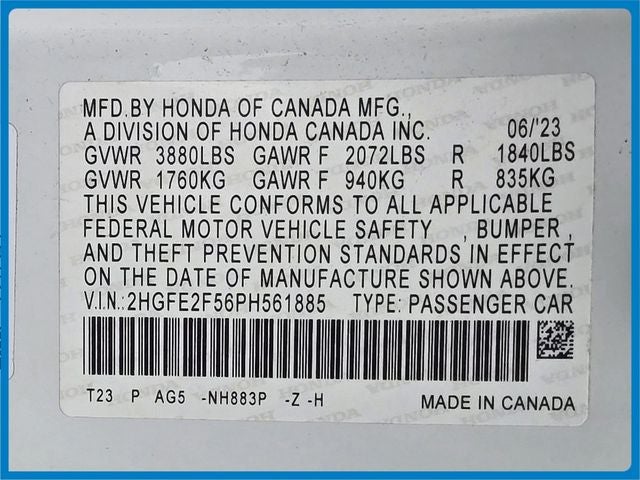 MFD.BY HONDA OF CANADA MFG.,
A DIVISION OF HONDA CANADA INC. 06/'23
GVWR 3880LBS GAWR F 2072LBS R 1840LBS
GVWR 1760KG GAWR F 940KG R 835KG
THIS VEHICLE CONFORMS TO ALL APPLICABLE
FEDERAL MOTOR VEHICLE SAFETY , BUMPER ,
AND THEFT PREVENTION STANDARDS IN EFFECT
ON THE DATE OF MANUFACTURE SHOWN ABOVE.
V.I.N.:2HGFE2F56PH561885 TYPE: PASSENGER CAR
T23 P AG5 -NH883P -Z -H
MADE IN CANADA